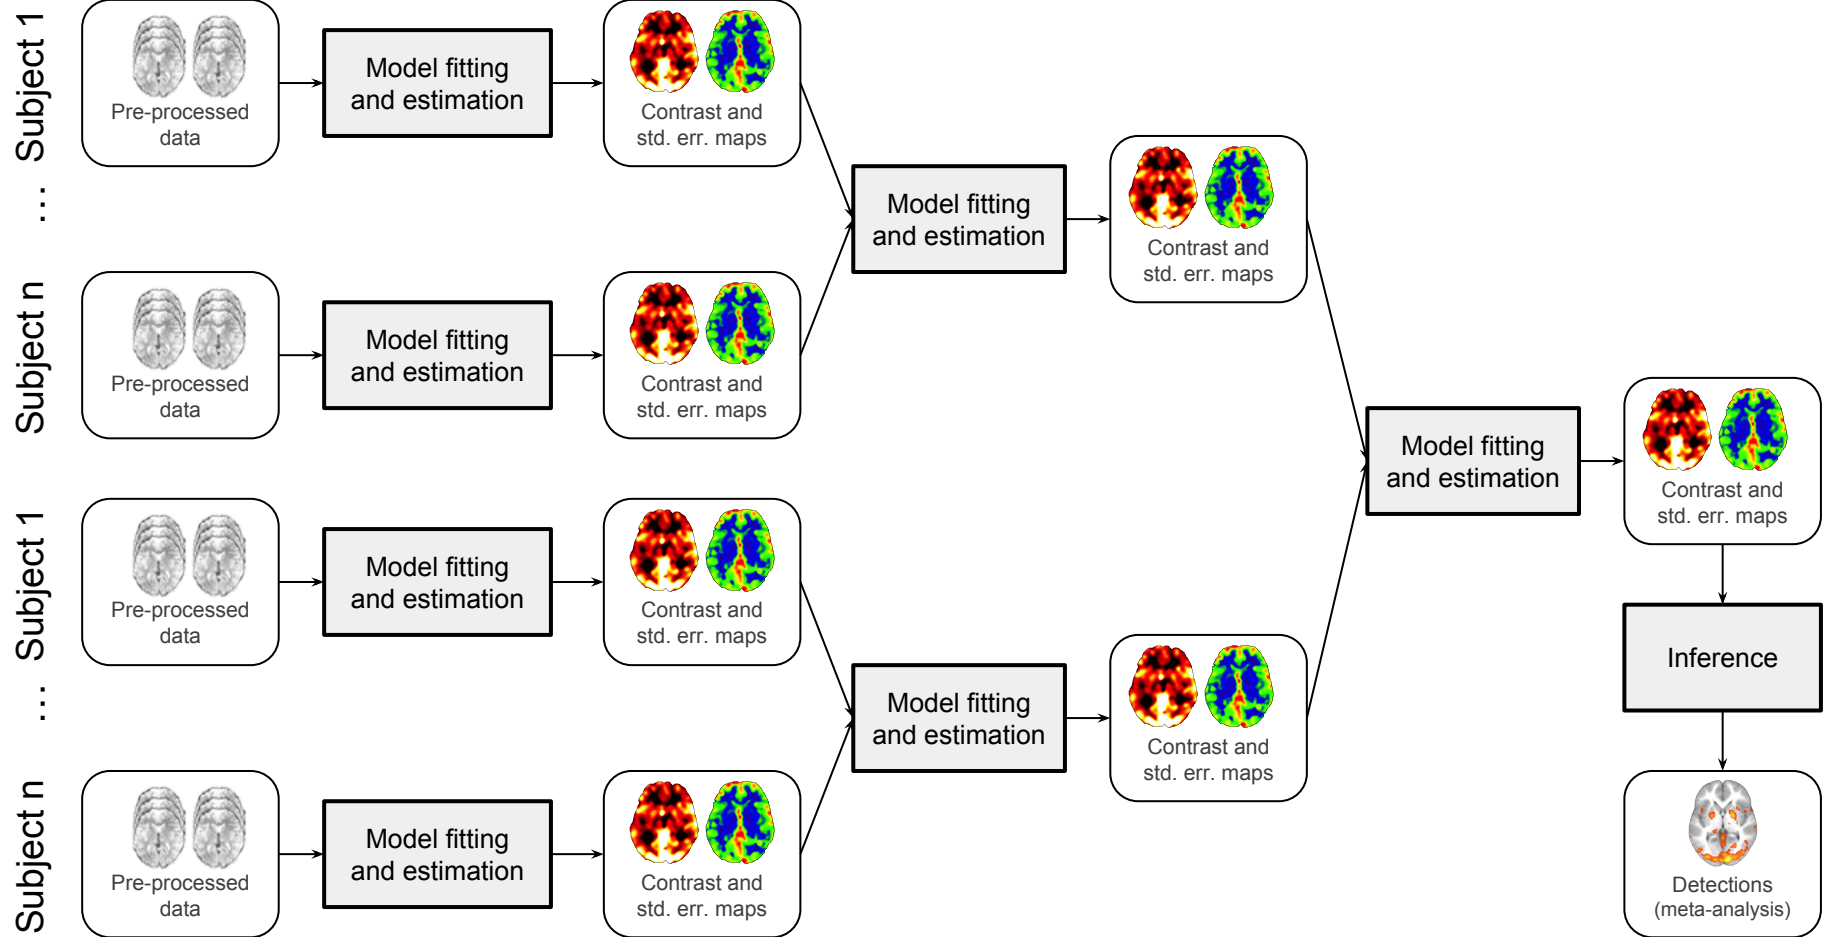 Subject 1
Pre-processed
data
Model fitting
and estimation
Contrast and
std. err. maps
...
Model fitting
and estimation
Contrast and
std. err. maps
Subject n
Pre-processed
data
Model fitting
and estimation
Contrast and
std. err. maps
Model fitting
and estimation
Contrast and
std. err. maps
Subject 1
Pre-processed
data
Model fitting
and estimation
Contrast and
std. err. maps
...
Model fitting
and estimation
Contrast and
std. err. maps
Inference
Subject n
Pre-processed
data
Model fitting
and estimation
Contrast and
std. err. maps
Detections
(meta-analysis)